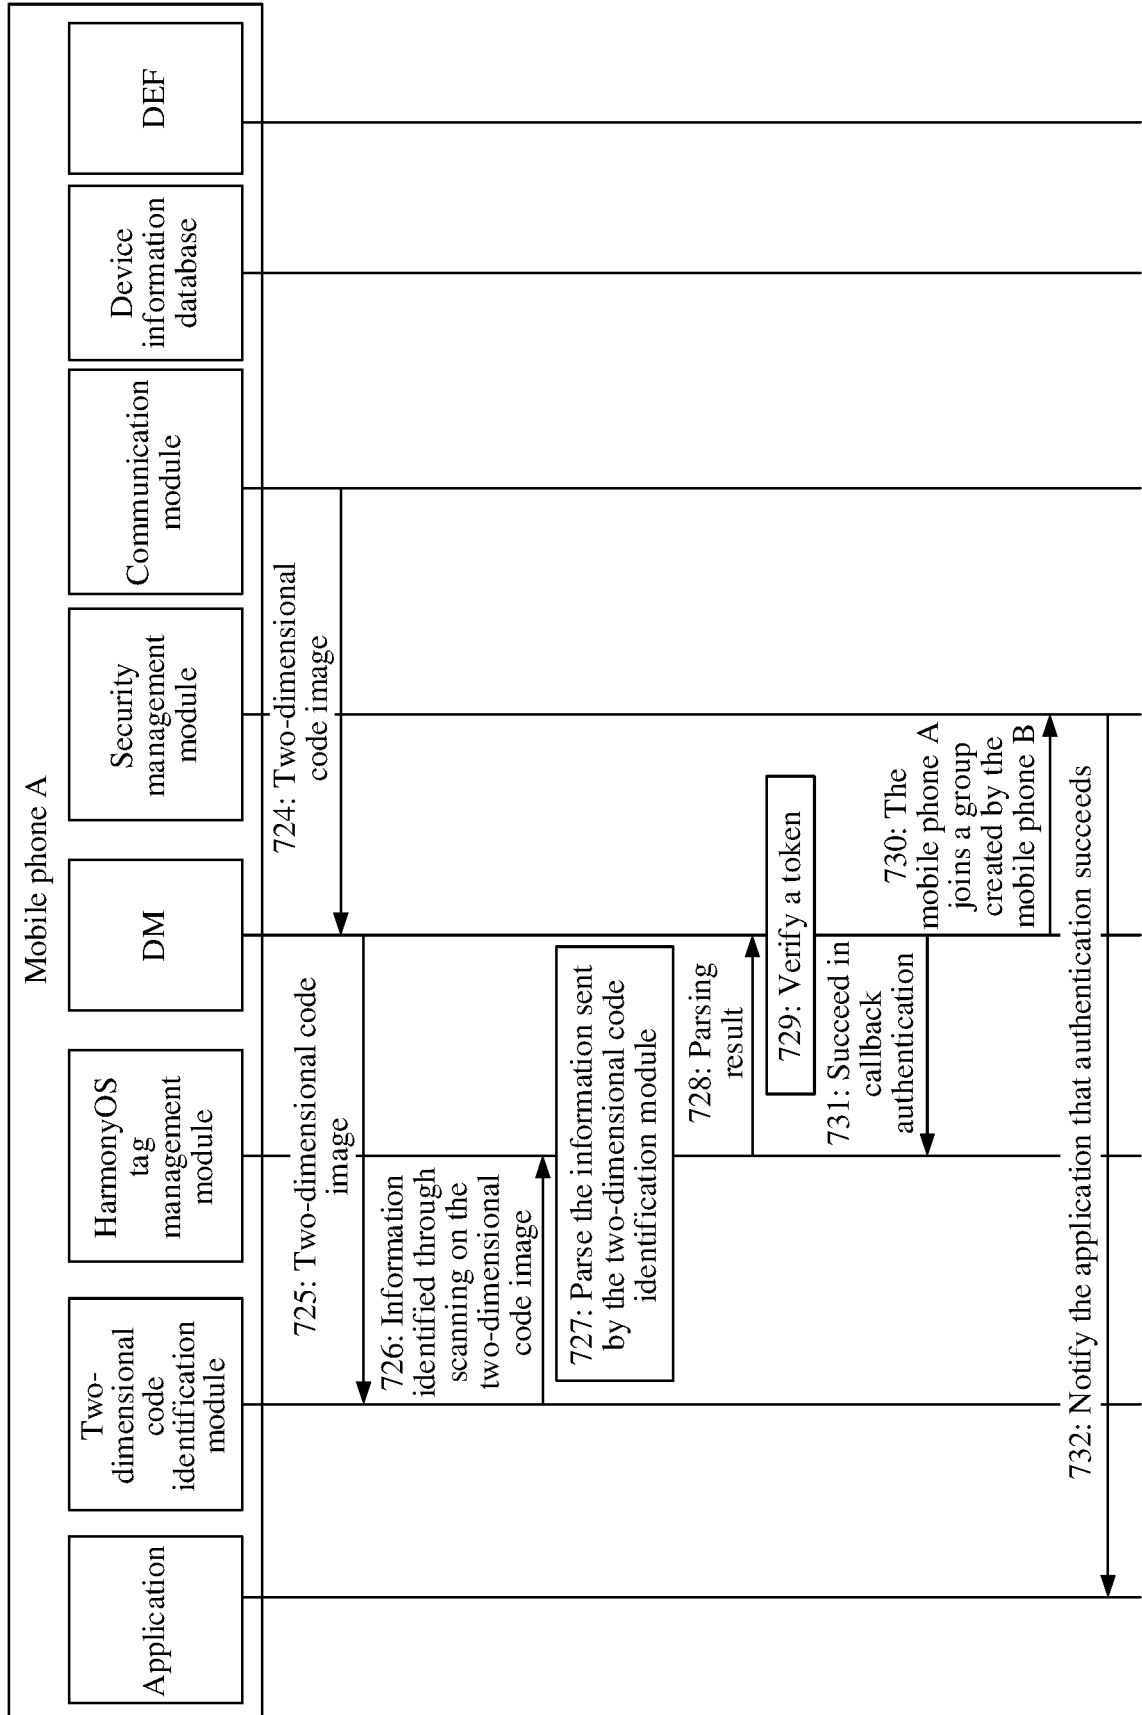 Mobile phone A
Application
Two-
dimensional
code
identification
module
HarmonyOS
tag
management
module
DM
Security
management
module
Communication
module
Device
information
database
DEF
724: Two-dimensional
code image
725: Two-dimensional code
image
726: Information
identified through
scanning on the
two-dimensional
code image
727: Parse the information sent
by the two-dimensional code
identification module
728: Parsing
result
729: Verify a token
730: The
mobile phone A
joins a group
created by the
mobile phone B
731: Succeed in
callback
authentication
732: Notify the application that authentication succeeds